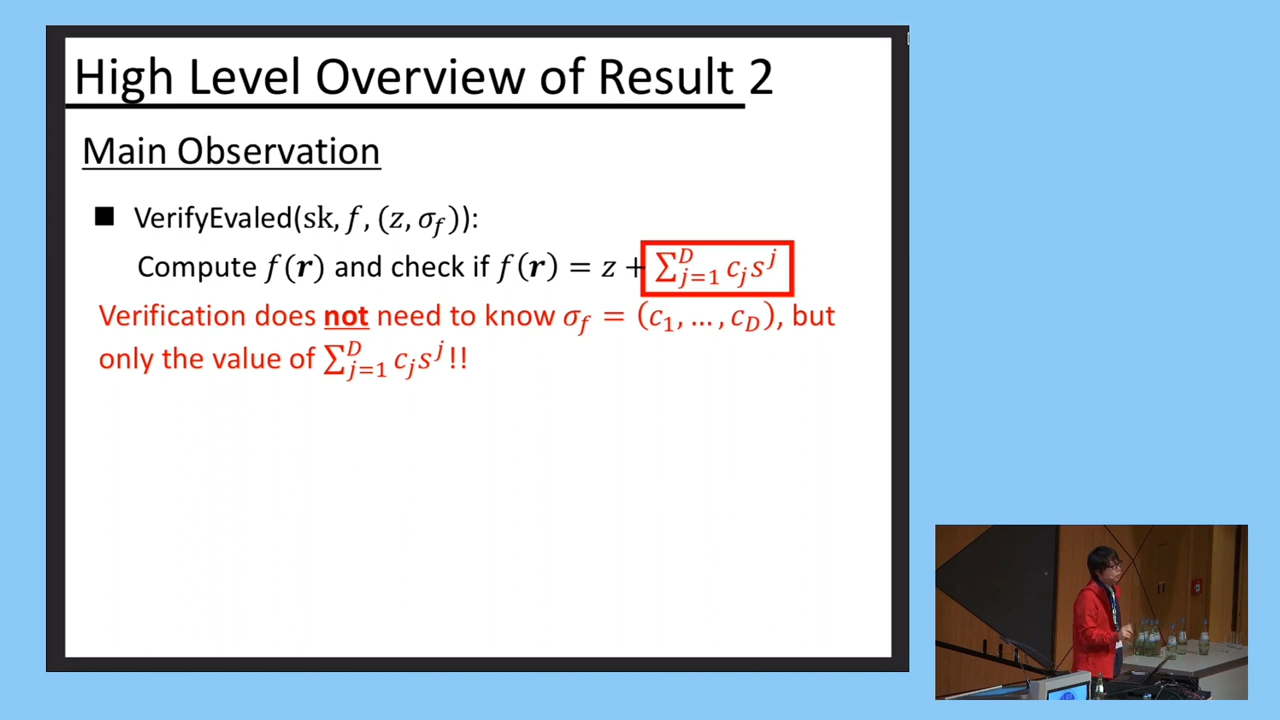 High Level Overview of Result 2
Main Observation
■ VerifyEvaled(sk, f, (z, σ_f)):
Compute f(𝒓) and check if f(𝒓) = z + ∑_{j=1}^{D} c_j s^j
Verification does not need to know σ_f = (c_1, …, c_D), but
only the value of ∑_{j=1}^{D} c_j s^j!!